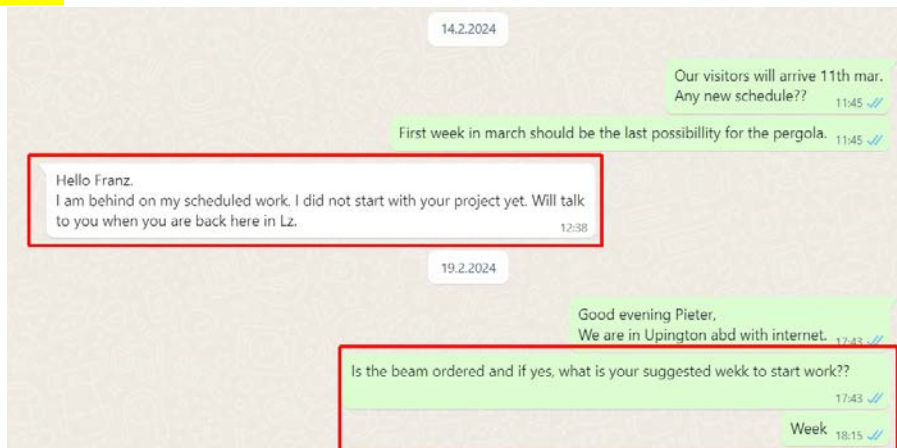 14.2.2024
Our visitors will arrive 11th mar.
Any new schedule?? 11:45
First week in march should be the last possibillity for the pergola. 11:45
Hello Franz.
I am behind on my scheduled work. I did not start with your project yet. Will talk
to you when you are back here in Lz.
12:38
19.2.2024
Good evening Pieter,
We are in Upington abd with internet. 17:43
Is the beam ordered and if yes, what is your suggested wekk to start work??
17:43
Week 18:15